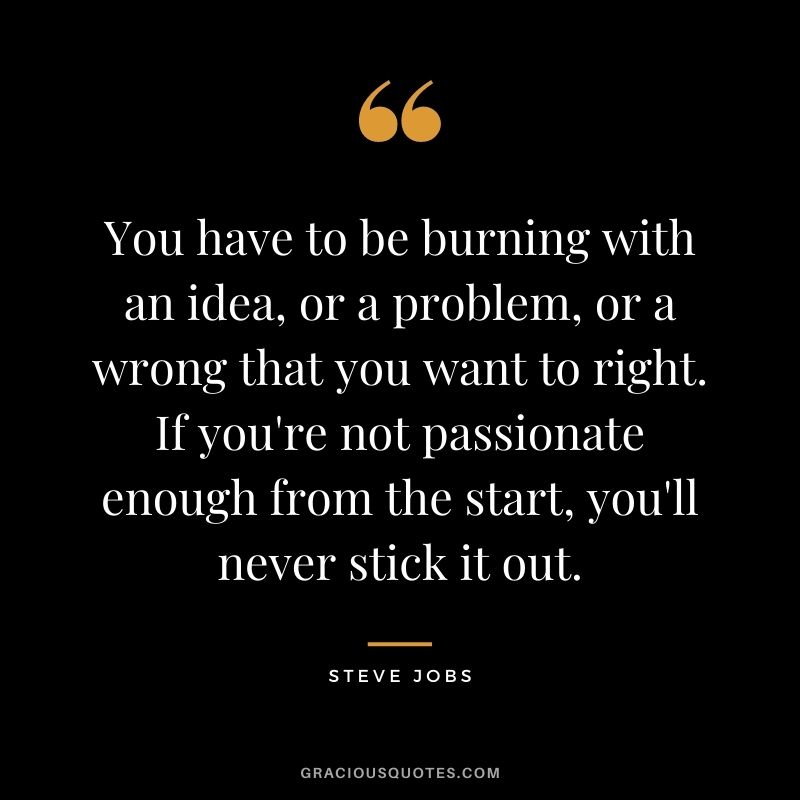 “
You have to be burning with
an idea, or a problem, or a
wrong that you want to right.
If you're not passionate
enough from the start, you'll
never stick it out.
STEVE JOBS
GRACIOUSQUOTES.COM